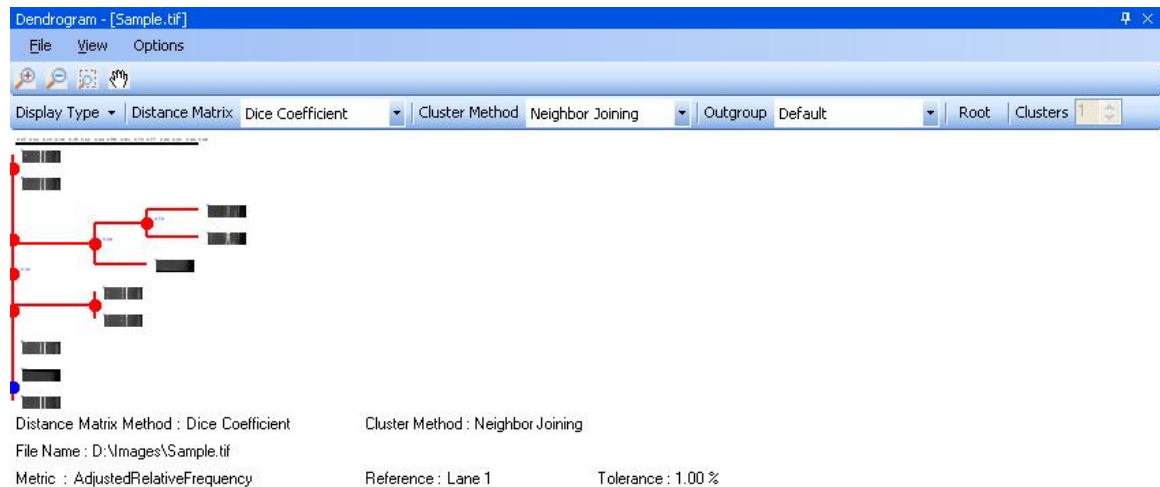 Dendrogram - [Sample.tif]
File View Options
Display Type Distance Matrix Dice Coefficient Cluster Method Neighbor Joining Outgroup Default Root Clusters 1
Distance Matrix Method : Dice Coefficient Cluster Method : Neighbor Joining
File Name : D:\Images\Sample.tif
Metric : AdjustedRelativeFrequency Reference : Lane 1 Tolerance : 1.00 %